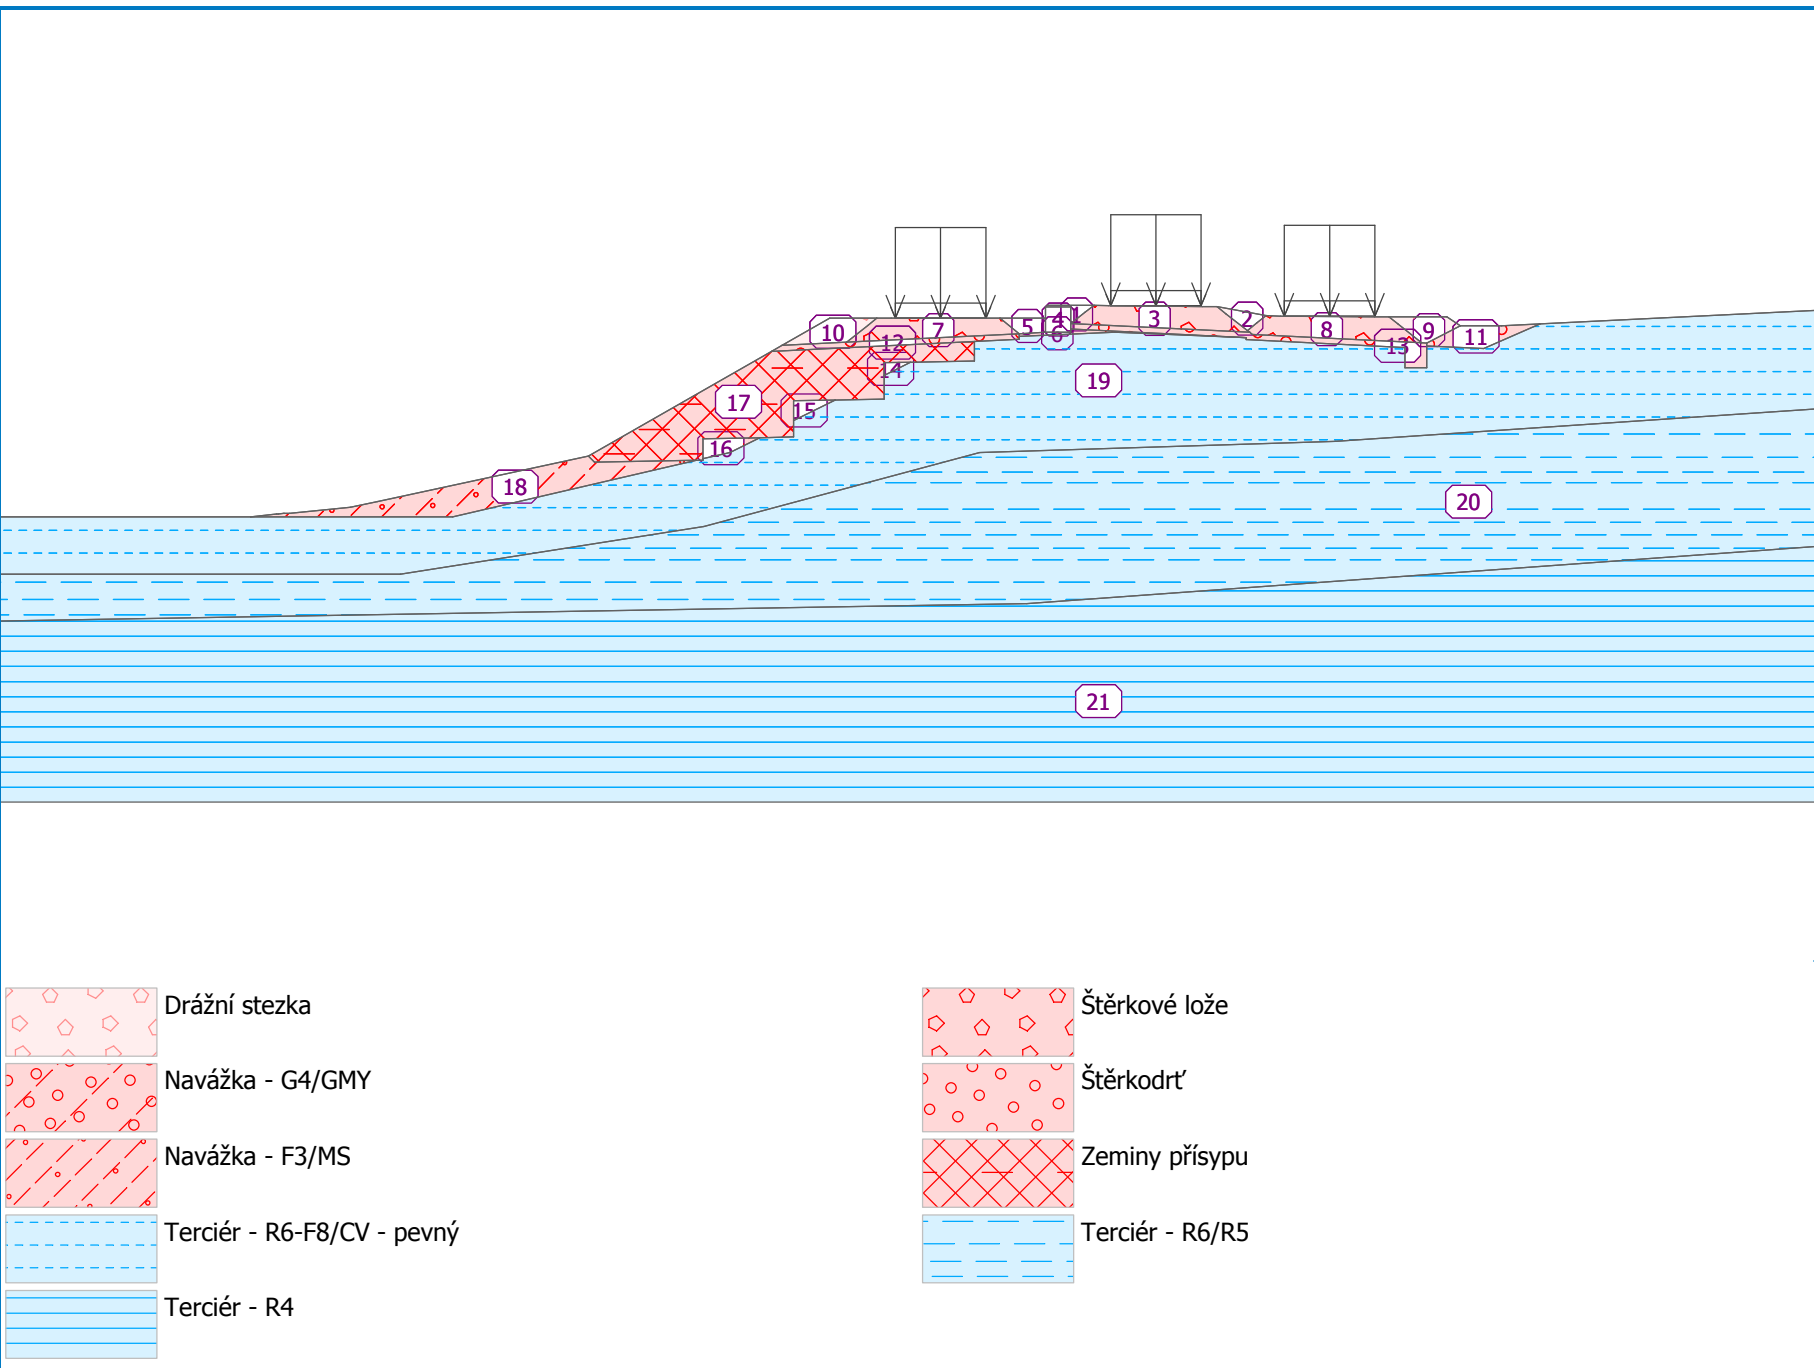 4 1
3
2
10
7
5
6
8
9
11
12
13
14
19
17
15
16
18
20
21
Drážní stezka
Štěrkové lože
Navážka - G4/GMY
Štěrkodrť
Navážka - F3/MS
Zeminy přísypu
Terciér - R6-F8/CV - pevný
Terciér - R6/R5
Terciér - R4